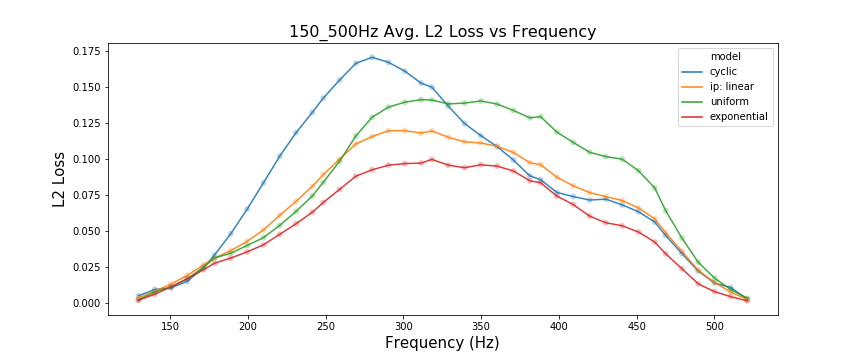 150_500Hz Avg. L2 Loss vs Frequency
model
cyclic
ip: linear
uniform
exponential
L2 Loss
0.175
0.150
0.125
0.100
0.075
0.050
0.025
0.000
150 200 250 300 350 400 450 500
Frequency (Hz)